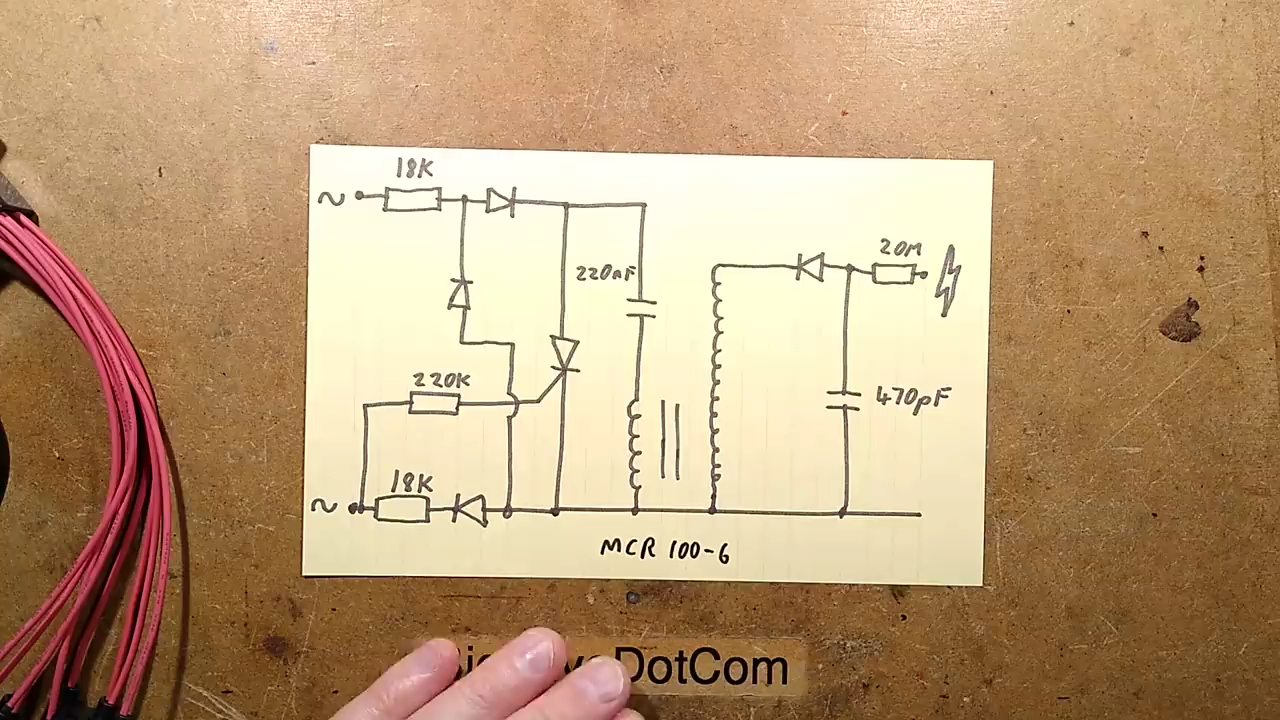 18K
~
220nF
20M
220K
470pF
18K
~
MCR 100-6
DotCom